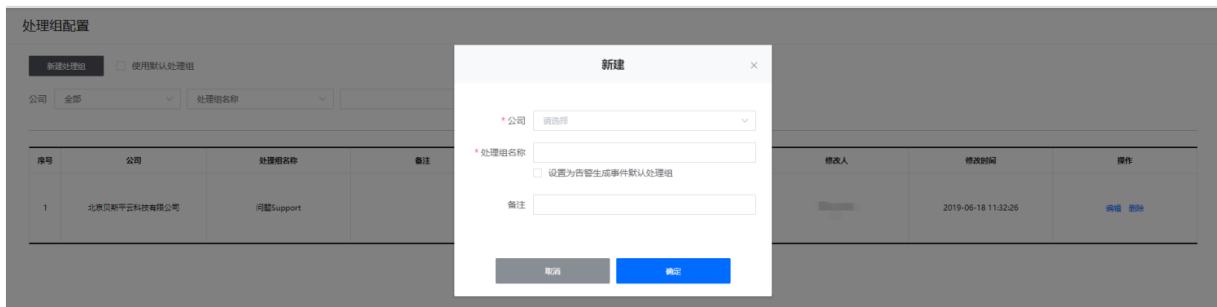 处理组配置
新建处理组 使用默认处理组
公司 全部 处理组名称
序号 公司 处理组名称 备注 修改人 修改时间 操作
1 北京贝斯平云科技有限公司 问题Support 2019-06-18 11:32:26 编辑 删除
新建 ×
* 公司 请选择
* 处理组名称
设置为告警生成事件默认处理组
备注
取消 确定